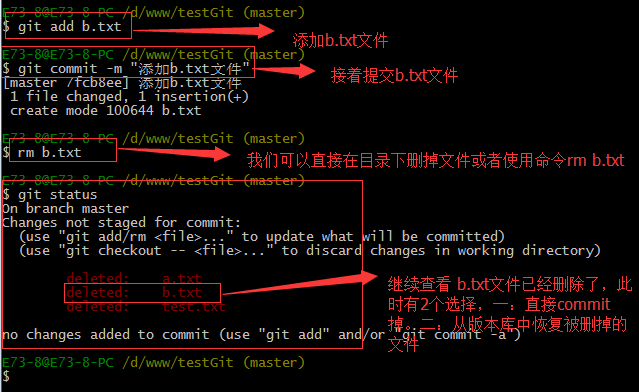 E73-8@E73-8-PC /d/www/testGit (master)
$ git add b.txt
添加b.txt文件
E73-8@E73-8-PC /d/www/testGit (master)
$ git commit -m "添加b.txt文件"
接着提交b.txt文件
[master 7fcb8ee] 添加b.txt文件
1 file changed, 1 insertion(+)
create mode 100644 b.txt
E73-8@E73-8-PC /d/www/testGit (master)
$ rm b.txt
我们可以直接在目录下删掉文件或者使用命令rm b.txt
E73-8@E73-8-PC /d/www/testGit (master)
$ git status
On branch master
Changes not staged for commit:
(use "git add/rm <file>..." to update what will be committed)
(use "git checkout -- <file>..." to discard changes in working directory)
deleted: a.txt
deleted: b.txt
deleted: test.txt
继续查看 b.txt文件已经删除了，此
时有2个选择，一：直接commit
掉。二：从版本库中恢复被删掉的
文件
no changes added to commit (use "git add" and/or "git commit -a")
E73-8@E73-8-PC /d/www/testGit (master)
$